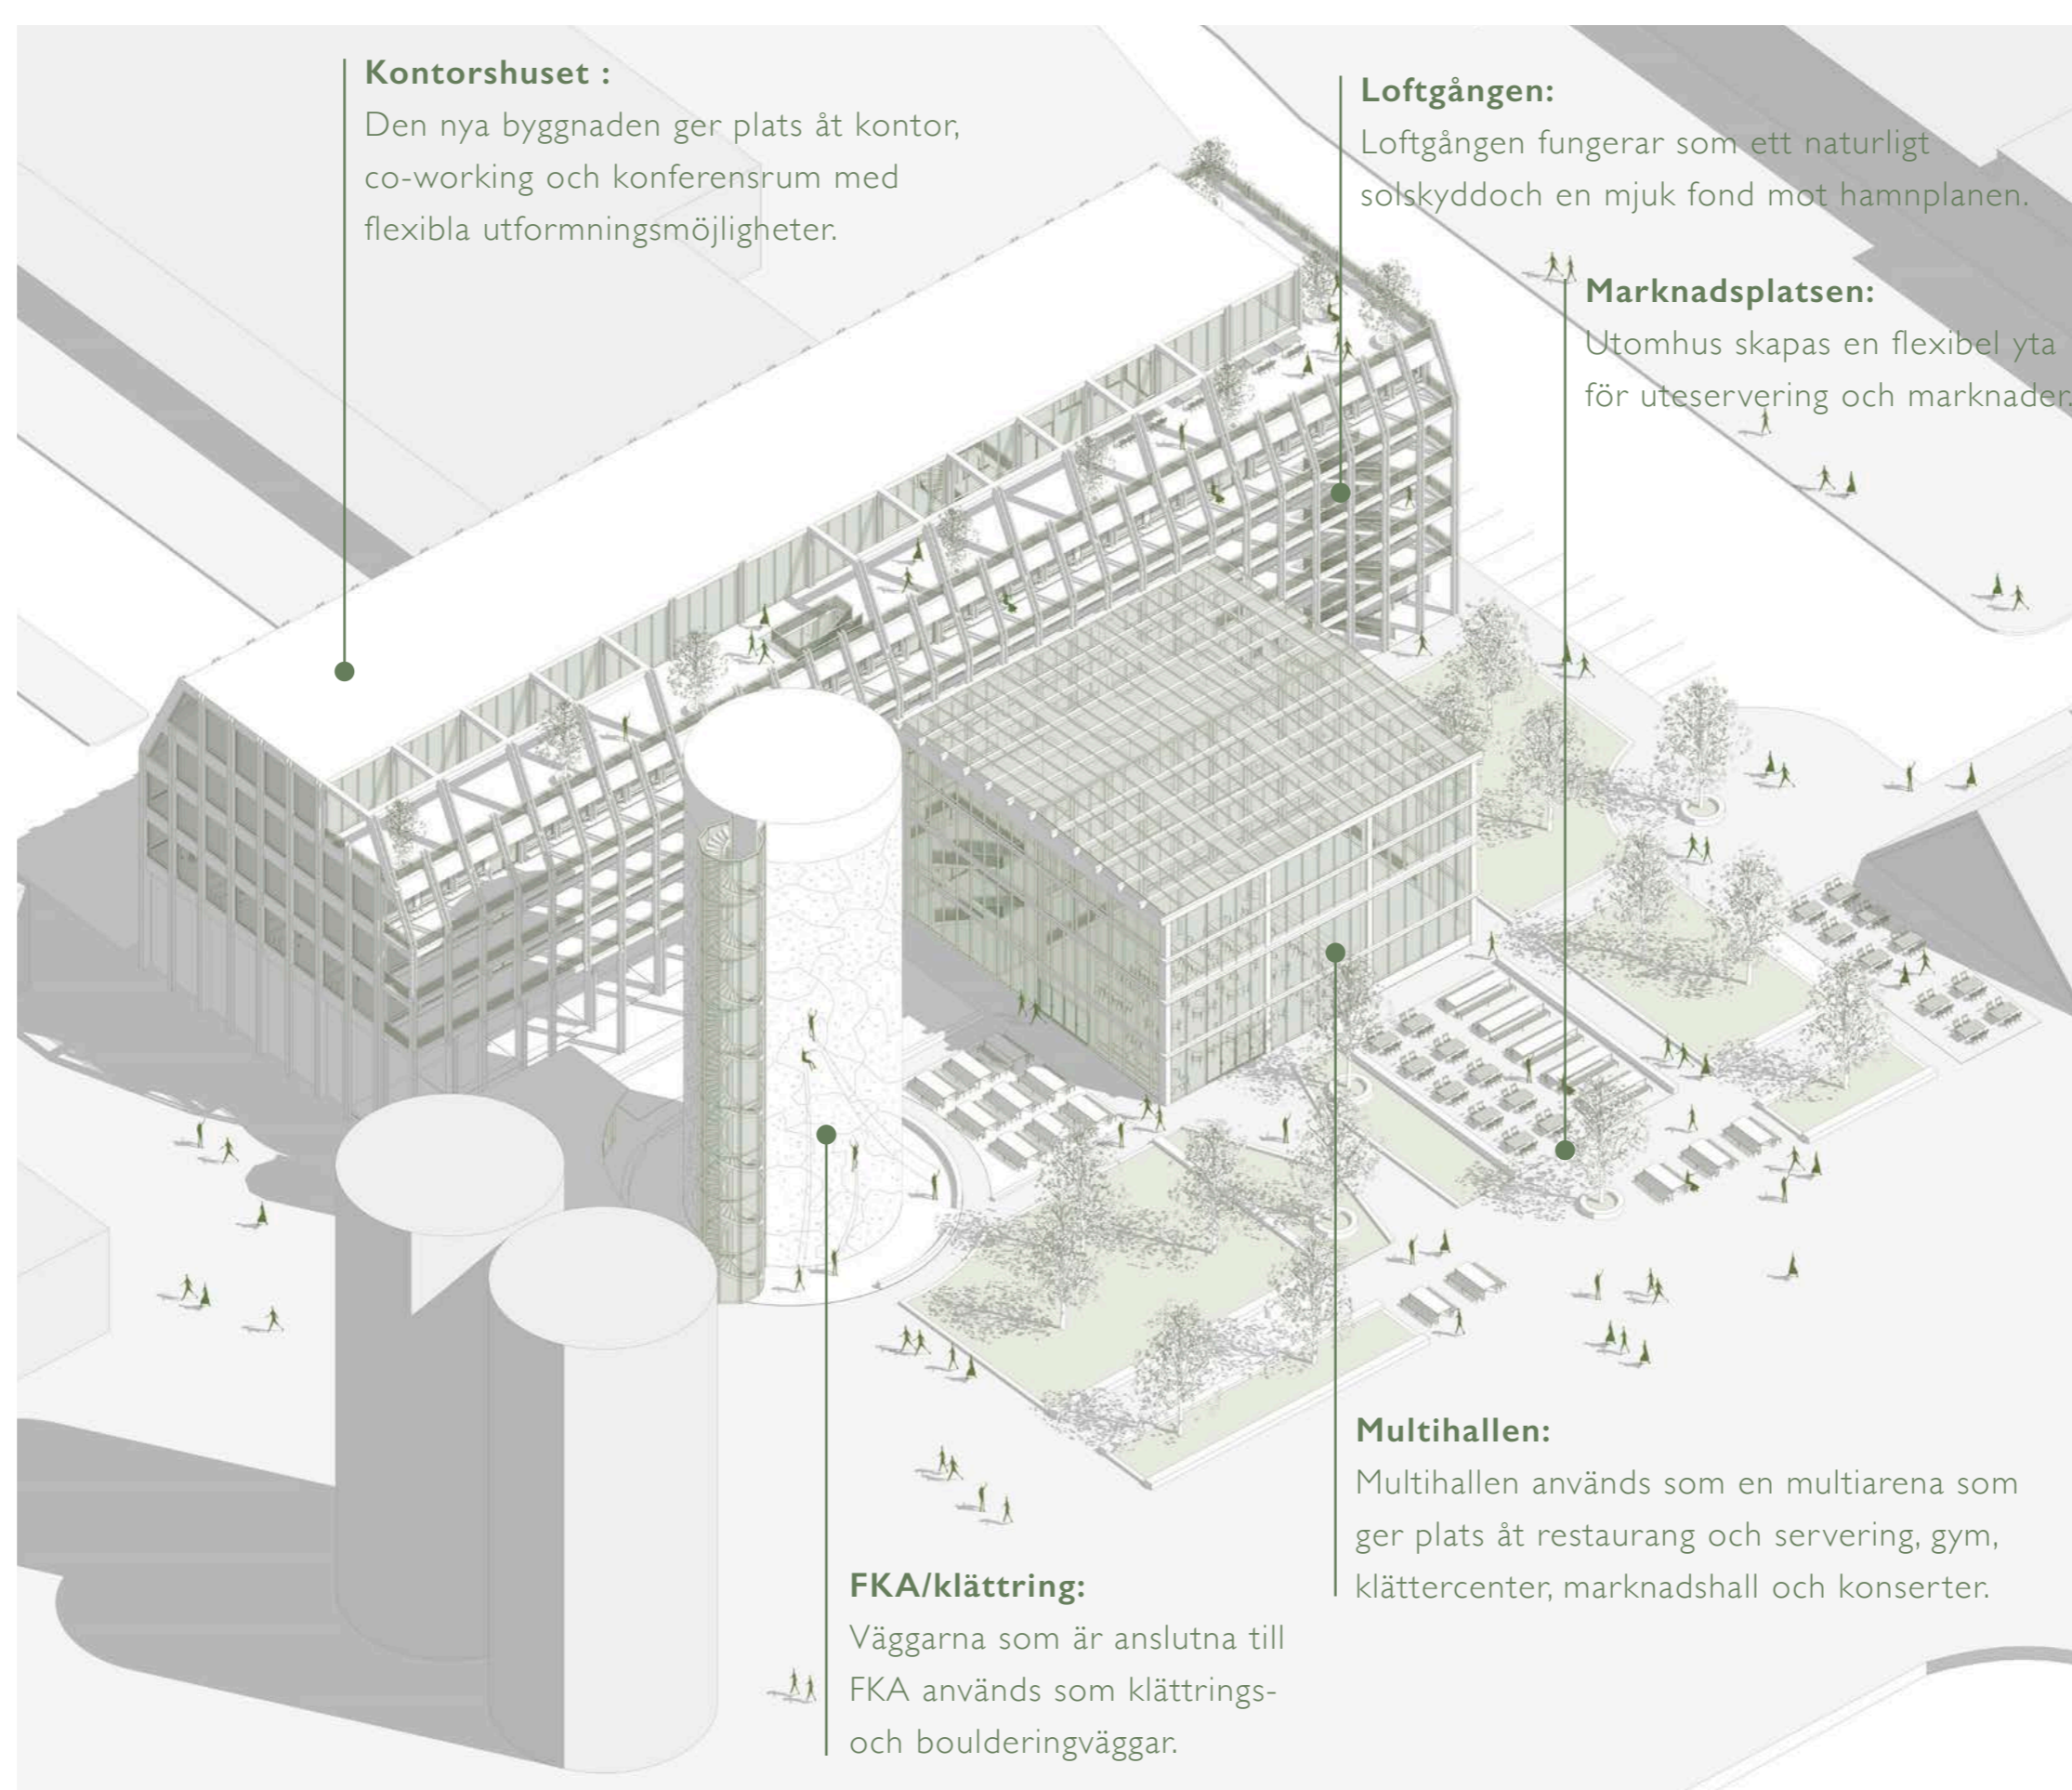 Kontorshuset :
Den nya byggnaden ger plats åt kontor,
co-working och konferensrum med
flexibla utformningsmöjligheter.
Loftgången:
Loftgången fungerar som ett naturligt
solskyddoch en mjuk fond mot hamnplanen.
Marknadsplatsen:
Utomhus skapas en flexibel yta
för uteservering och marknader.
Multihallen:
Multihallen används som en multiarena som
ger plats åt restaurang och servering, gym,
klättercenter, marknadshall och konserter.
FKA/klättring:
Väggarna som är anslutna till
FKA används som klättrings-
och boulderingväggar.